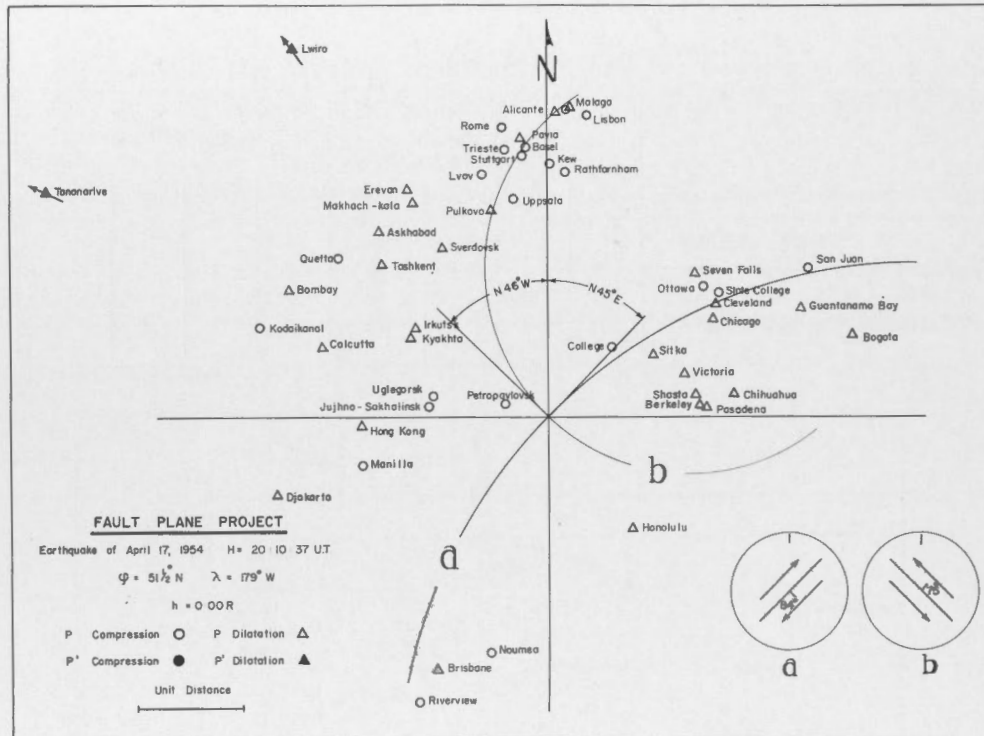 Lwiro
N
Alicante
Malaga
Lisbon
Rome
Pavia
Trieste
Basel
Stuttgart
Kew
Rathfarnham
Lvov
Tananarive
Erevan
Makhach-kala
Uppsala
Pulkovo
Askhabad
Sverdovsk
Quetta
Tashkent
San Juan
Seven Falls
N46°W
N45°E
Ottawa
State College
Bombay
Cleveland
Guantanamo Bay
Chicago
Kodaikanal
Irkutsk
Bogota
Kyakhta
College
Calcutta
Sitka
Victoria
Uglegorsk
Petropavlovsk
Shasta
Chihuahua
Jujhno-Sakhalinsk
Berkeley
Pasadena
Hong Kong
b
Manilla
Djakarta
FAULT PLANE PROJECT
Honolulu
a
Earthquake of April 17, 1954 H = 20 10 37 U.T.
φ = 51½° N λ = 179° W
h = 0.00R
P Compression P Dilatation
P' Compression P' Dilatation
Noumea
Unit Distance
Brisbane
Riverview
84°
75°
a
b